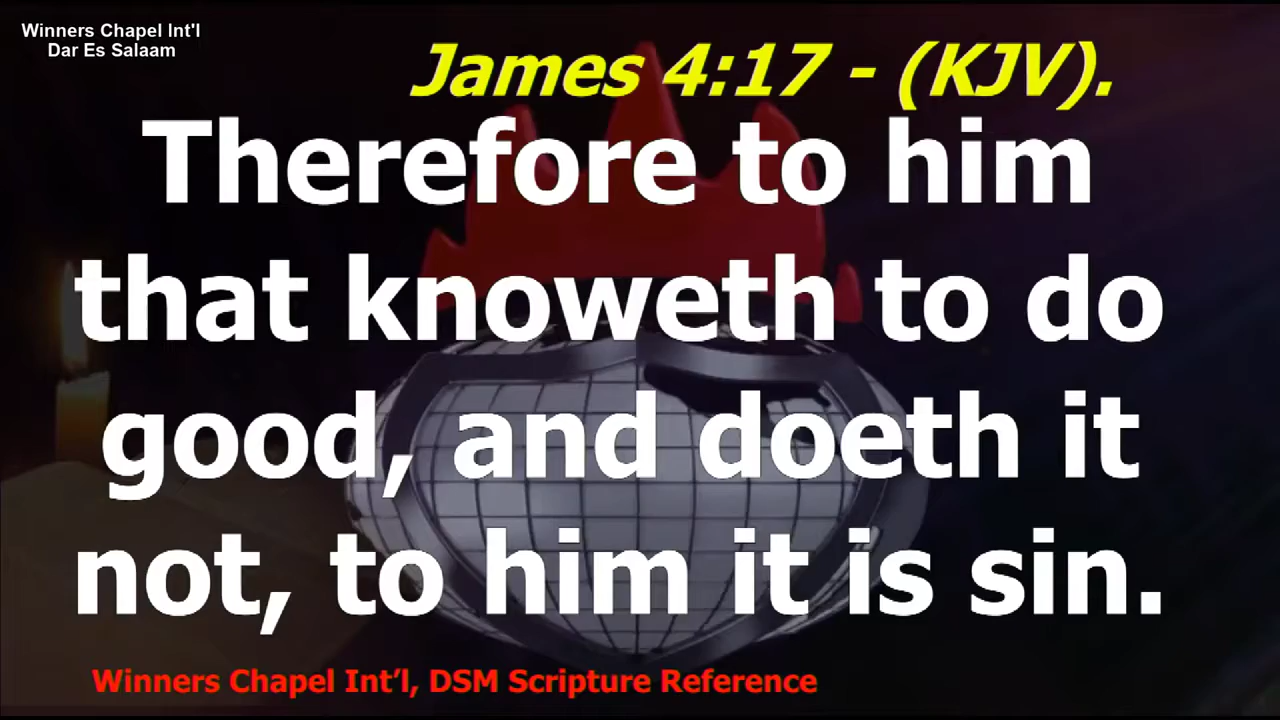 Winners Chapel Int'l
Dar Es Salaam
James 4:17 - (KJV).
Therefore to him
that knoweth to do
good, and doeth it
not, to him it is sin.
Winners Chapel Int’l, DSM Scripture Reference